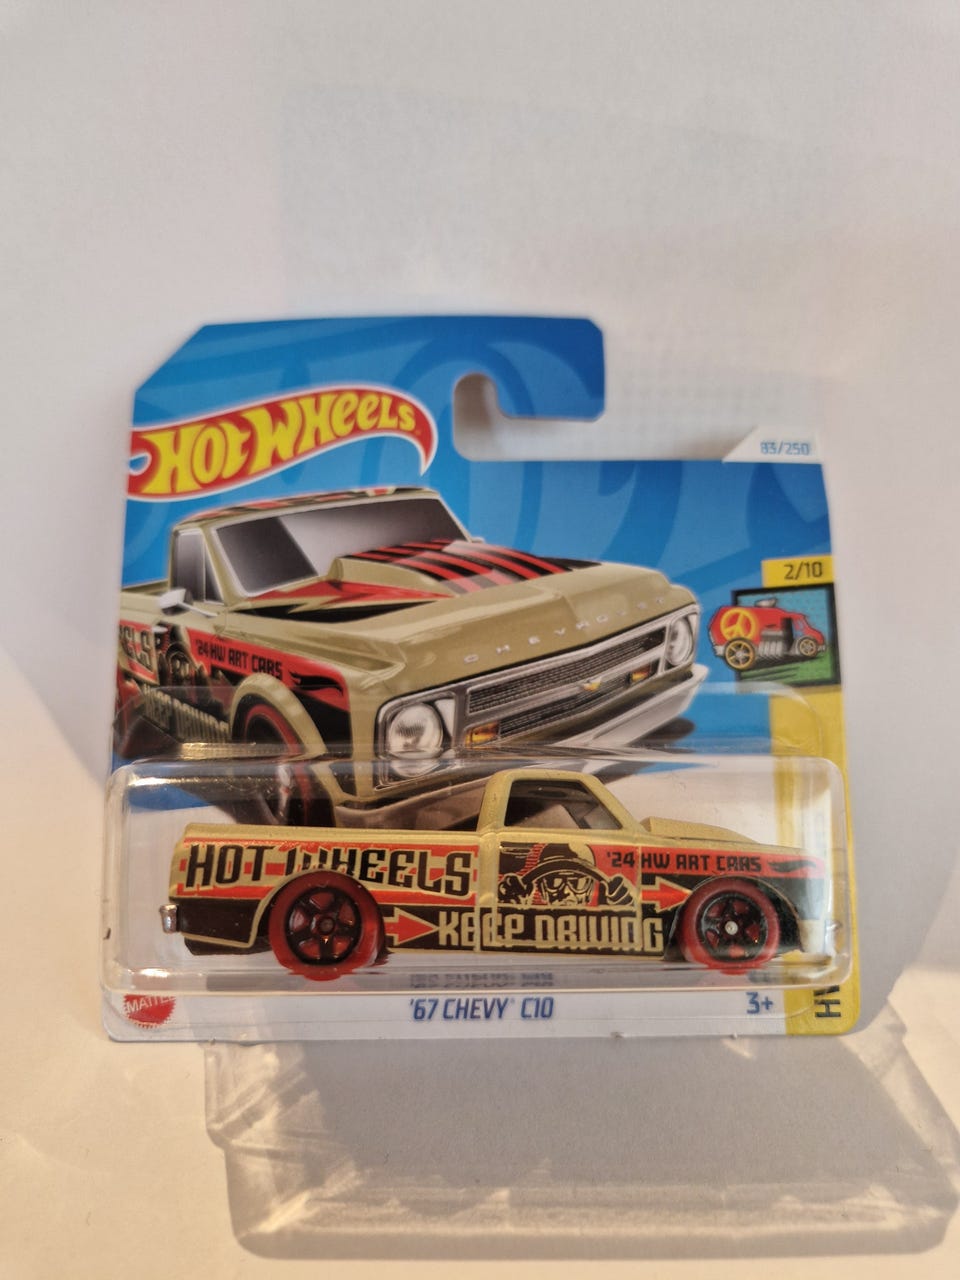 HOT WHEELS
83/250
2/10
CHEVROLET
'24 HW ART CARS
KEEP DRIVING
HOT WHEELS
'24 HW ART CARS
KEEP DRIVING
MATTEL
'67 CHEVY C10
3+